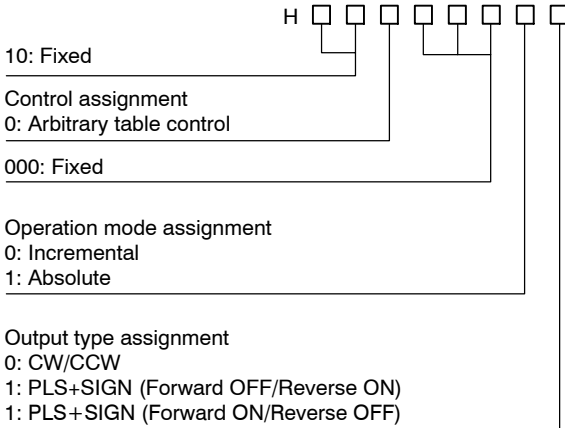 H □ □ □ □ □ □ □ □
10: Fixed
Control assignment
0: Arbitrary table control
000: Fixed
Operation mode assignment
0: Incremental
1: Absolute
Output type assignment
0: CW/CCW
1: PLS+SIGN (Forward OFF/Reverse ON)
1: PLS+SIGN (Forward ON/Reverse OFF)